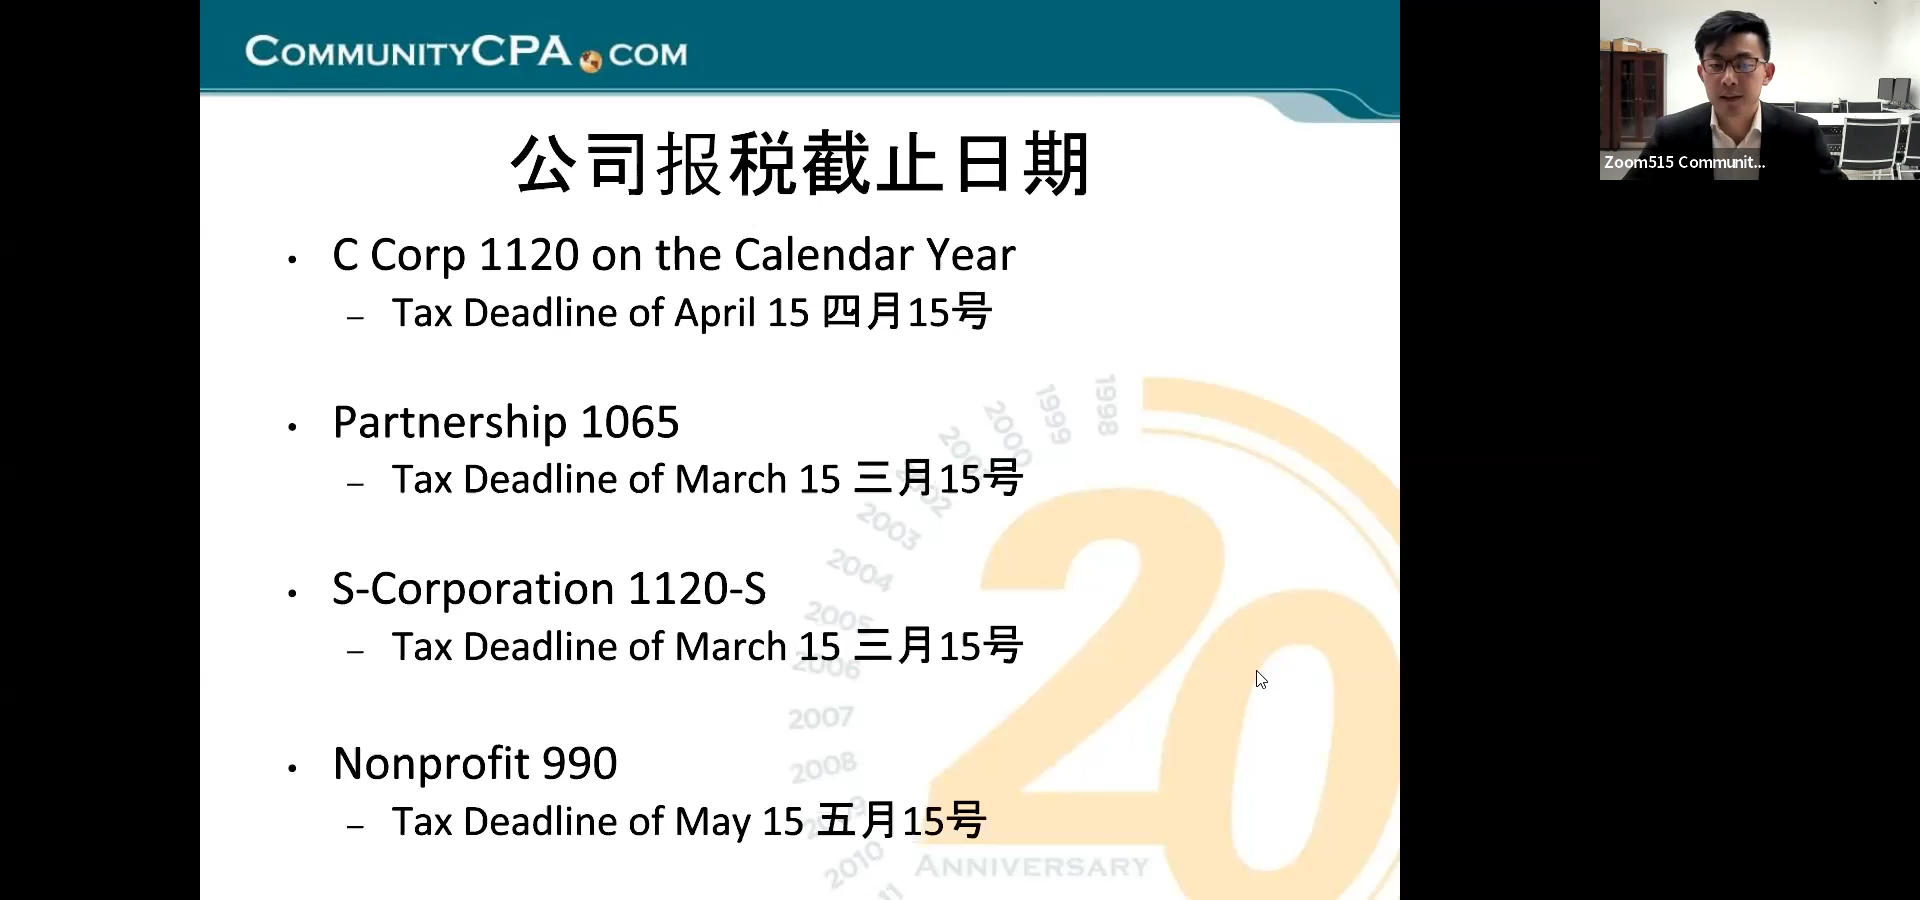 COMMUNITYCPA.COM
公司报税截止日期
• C Corp 1120 on the Calendar Year
– Tax Deadline of April 15 四月15号
• Partnership 1065
– Tax Deadline of March 15 三月15号
• S-Corporation 1120-S
– Tax Deadline of March 15 三月15号
• Nonprofit 990
– Tax Deadline of May 15 五月15号
1998
1999
2000
2002
2003
2004
2005
2006
2007
2008
2009
2010
20
ANNIVERSARY
Zoom515 Communit...